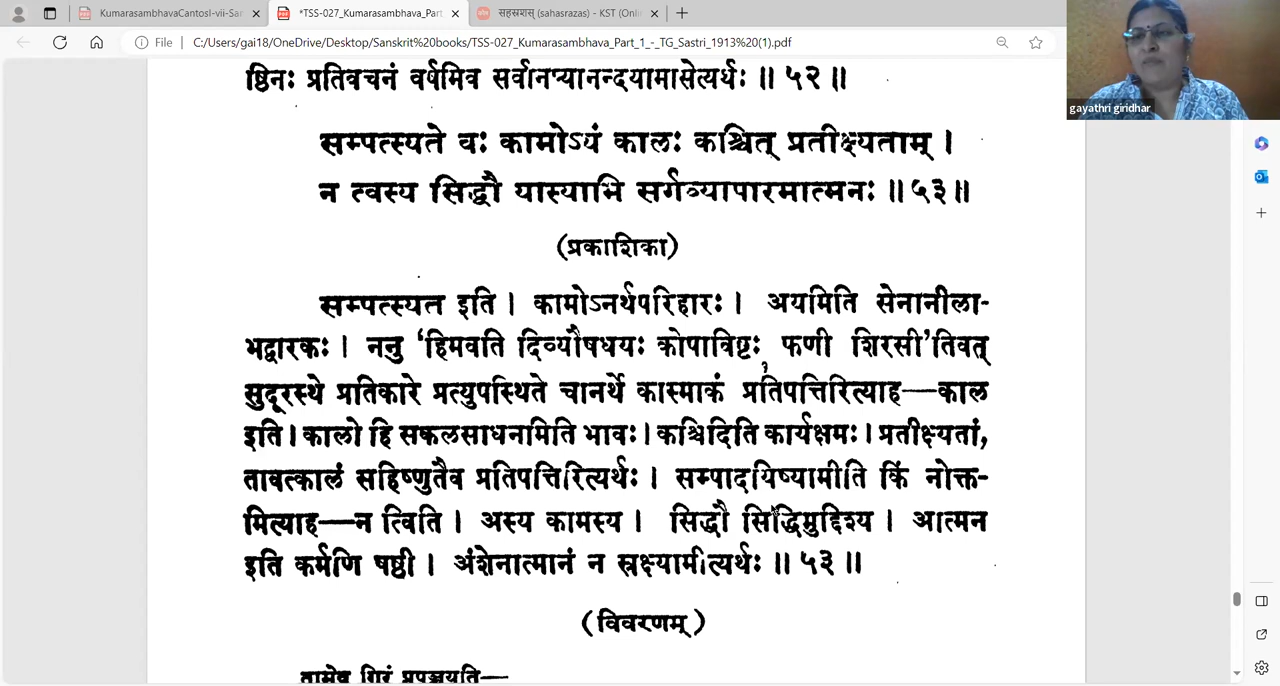 KumarasambhavaCantosI-vii-San
*TSS-027_Kumarasambhava_Part_
सहस्रशस् (sahasrazas) - KST (Onli
File | C:/Users/gai18/OneDrive/Desktop/Sanskrit%20books/TSS-027_Kumarasambhava_Part_1_-_TG_Sastri_1913%20(1).pdf
gayathri giridhar
ष्ठिनः प्रतिवचनं वर्षमिव सर्वानप्यानन्दयामासेत्यर्थः ॥ ५२ ॥
सम्पत्स्यते वः कामोऽयं कालः कश्चित् प्रतीक्ष्यताम् ।
न त्वस्य सिद्धौ यास्यामि सर्गव्यापारमात्मनः ॥ ५३ ॥
(प्रकाशिका)
सम्पत्स्यत इति । कामोऽनर्थपरिहारः । अयमिति सेनानीला-
भद्वारकः । ननु ‘हिमवति दिव्यौषधयः कोपाविष्टः फणी शिरसी’तिवत्
सुदूरस्थे प्रतिकारे प्रत्युपस्थिते चानर्थे कास्माकं प्रतिपत्तिरित्याह—काल
इति । कालो हि सकलसाधनमिति भावः । कश्चिदिति कार्यक्षमः । प्रतीक्ष्यतां,
तावत्कालं सहिष्णुतैव प्रतिपत्तिरित्यर्थः । सम्पादयिष्यामीति किं नोक्त-
मित्याह—न त्विति । अस्य कामस्य । सिद्धौ सिद्धिमुद्दिश्य । आत्मन
इति कर्मणि षष्ठी । अंशेनात्मानं न स्रक्ष्यामीत्यर्थः ॥ ५३ ॥
(विवरणम्)
तामेव गिरं प्रपञ्चयति—